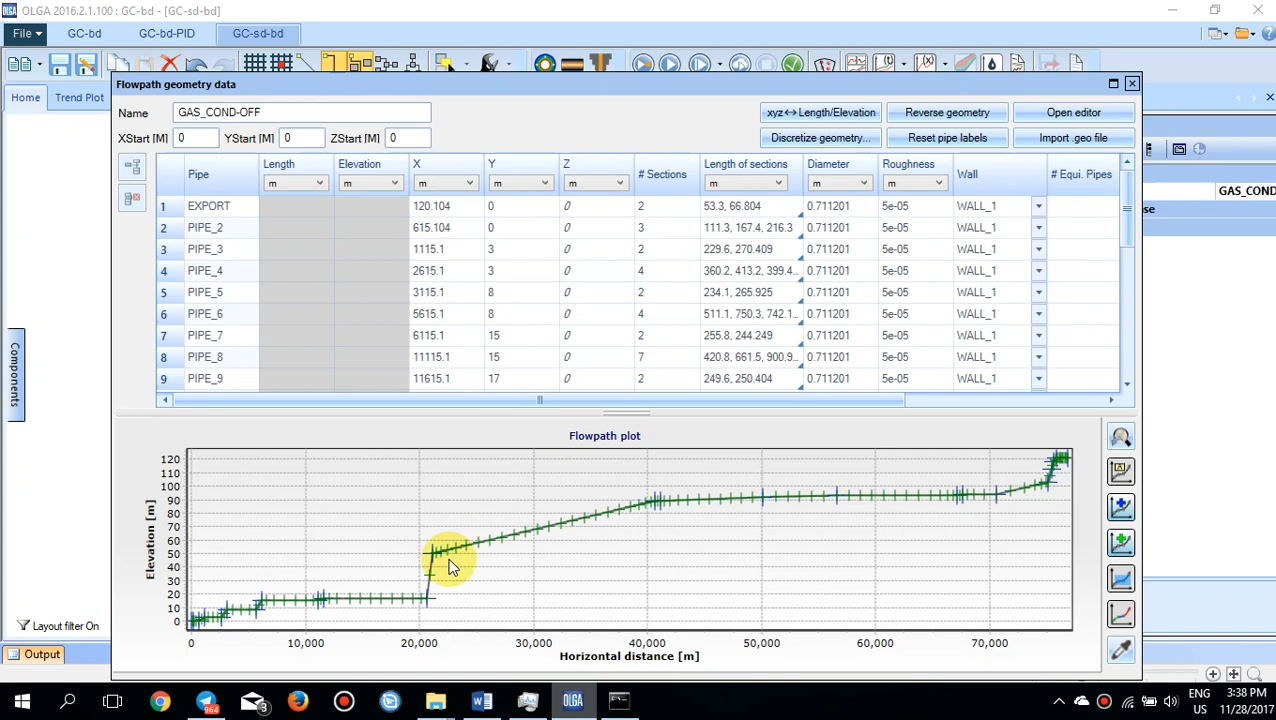 OLGA 2016.2.1.100 : GC-bd - [GC-sd-bd]
File GC-bd GC-bd-PID GC-sd-bd
Home Trend Plot
Flowpath geometry data
Name GAS_COND-OFF xyz<->Length/Elevation Reverse geometry Open editor
XStart [M] 0 YStart [M] 0 ZStart [M] 0 Discretize geometry... Reset pipe labels Import .geo file
Pipe Length Elevation X Y Z # Sections Length of sections Diameter Roughness Wall # Equi. Pipes
m m m m m m m m
1 EXPORT 120.104 0 0 2 53.3, 66.804 0.711201 5e-05 WALL_1
2 PIPE_2 615.104 0 0 3 111.3, 167.4, 216.3 0.711201 5e-05 WALL_1
3 PIPE_3 1115.1 3 0 2 229.6, 270.409 0.711201 5e-05 WALL_1
4 PIPE_4 2615.1 3 0 4 360.2, 413.2, 399.4... 0.711201 5e-05 WALL_1
5 PIPE_5 3115.1 8 0 2 234.1, 265.925 0.711201 5e-05 WALL_1
6 PIPE_6 5615.1 8 0 4 511.1, 750.3, 742.1... 0.711201 5e-05 WALL_1
7 PIPE_7 6115.1 15 0 2 255.8, 244.249 0.711201 5e-05 WALL_1
8 PIPE_8 11115.1 15 0 7 420.8, 661.5, 900.9... 0.711201 5e-05 WALL_1
9 PIPE_9 11615.1 17 0 2 249.6, 250.404 0.711201 5e-05 WALL_1
GAS_COND
se
Components
Flowpath plot
Elevation [m]
120
110
100
90
80
70
60
50
40
30
20
10
0
0 10,000 20,000 30,000 40,000 50,000 60,000 70,000
Horizontal distance [m]
Layout filter On
Output
964
3
OLGA
ENG
US
3:38 PM
11/28/2017